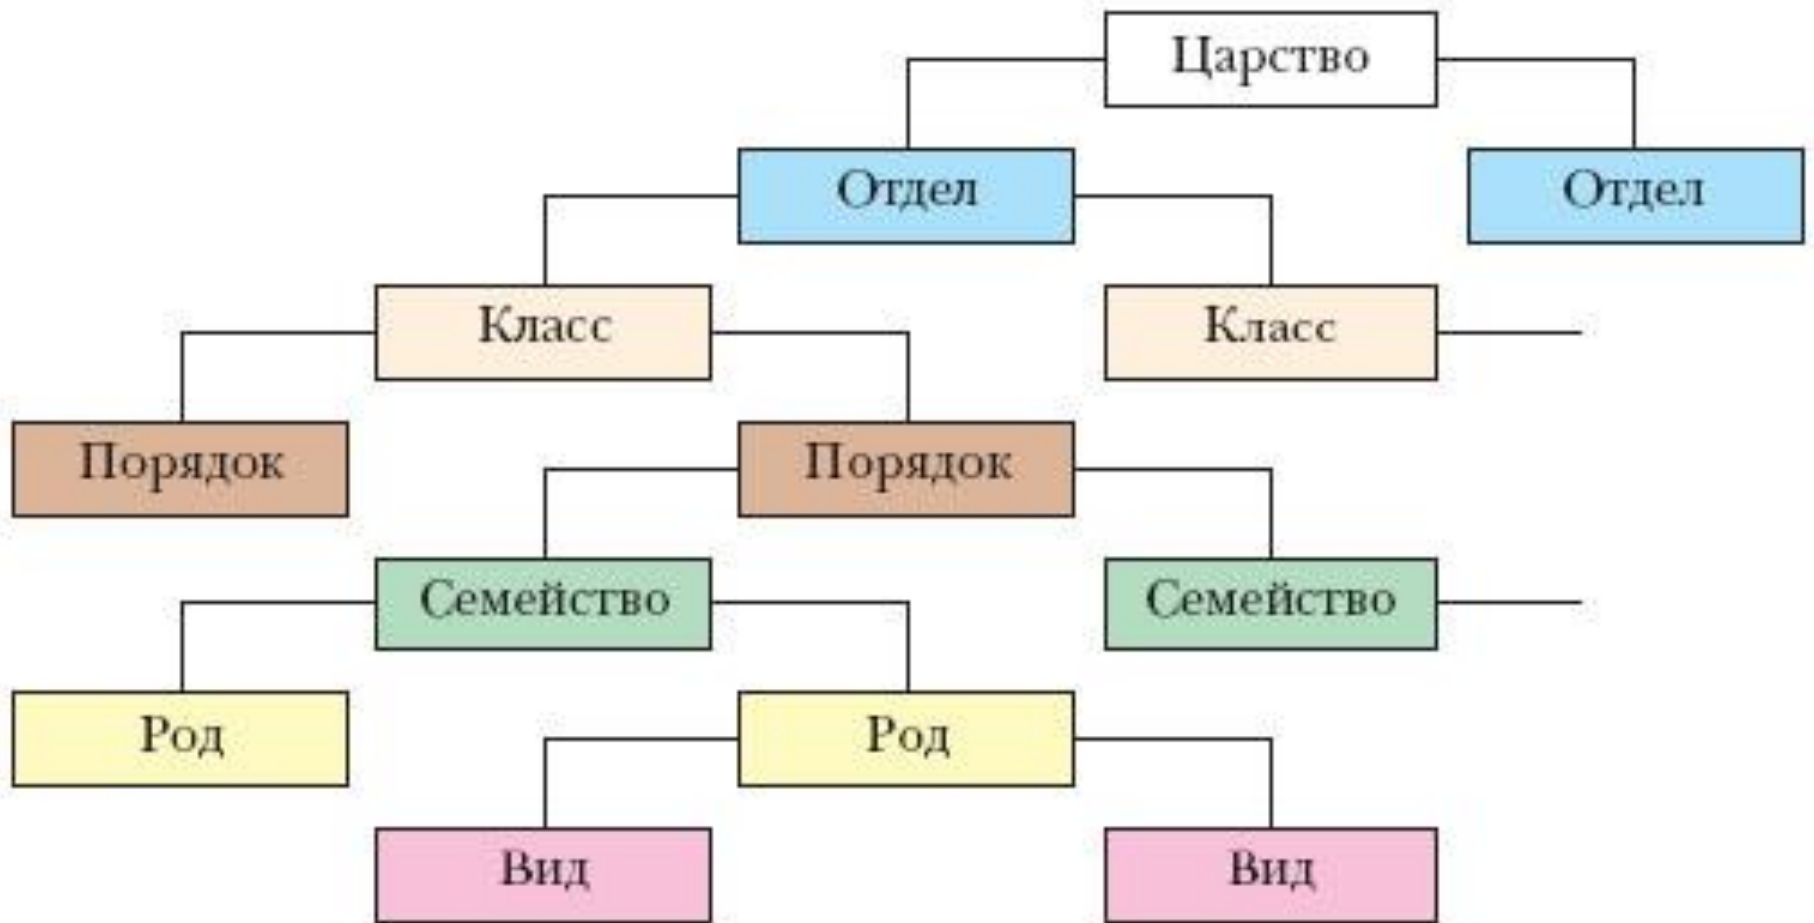 Царство
Отдел
Отдел
Класс
Класс
Порядок
Порядок
Семейство
Семейство
Род
Род
Вид
Вид